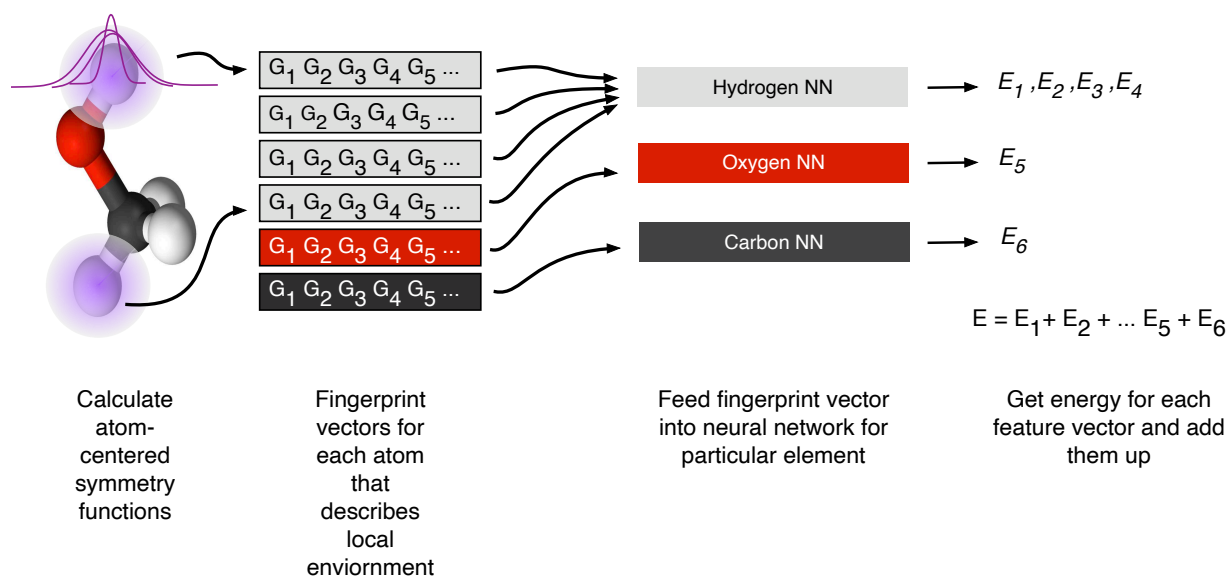 G1 G2 G3 G4 G5 ...
G1 G2 G3 G4 G5 ...
G1 G2 G3 G4 G5 ...
G1 G2 G3 G4 G5 ...
G1 G2 G3 G4 G5 ...
G1 G2 G3 G4 G5 ...
Hydrogen NN
Oxygen NN
Carbon NN
E1 ,E2 ,E3 ,E4
E5
E6
E = E1+ E2 + ... E5 + E6
Calculate
atom-
centered
symmetry
functions
Fingerprint
vectors for
each atom
that
describes
local
enviornment
Feed fingerprint vector
into neural network for
particular element
Get energy for each
feature vector and add
them up